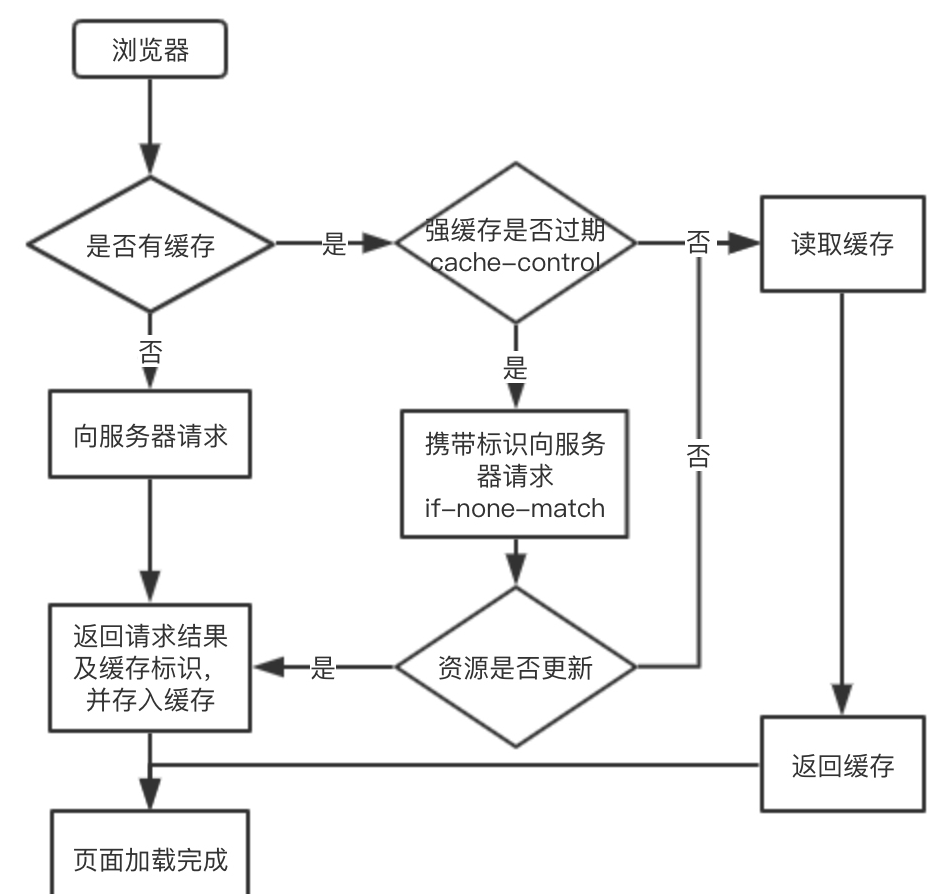 浏览器
是否有缓存
是
强缓存是否过期
cache-control
否
读取缓存
否
向服务器请求
是
携带标识向服务
器请求
if-none-match
否
返回请求结果
及缓存标识，
并存入缓存
是
资源是否更新
返回缓存
页面加载完成